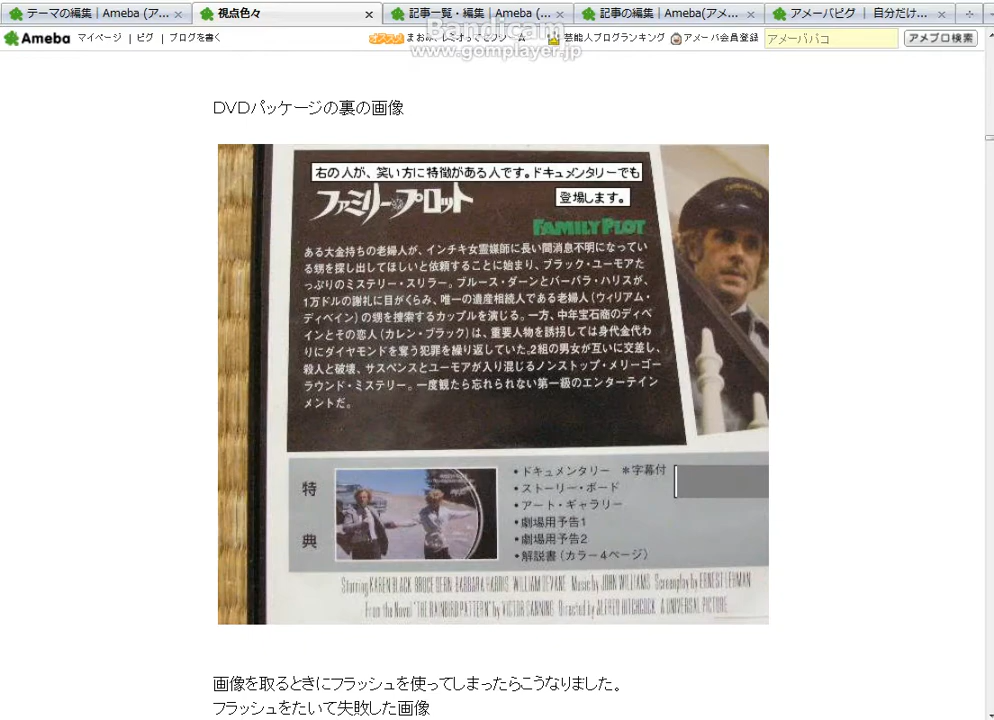 テーマの編集 | Ameba (ア...
視点色々
記事一覧・編集 | Ameba (...
記事の編集 | Ameba(アメ...
アメーバピグ | 自分だけ...
Ameba マイページ | ピグ | ブログを書く
芸能人ブログランキング
アメーバ会員登録
アメーバパコ
アメブロ検索
Bandicam
www.gomplayer.jp
DVDパッケージの裏の画像
右の人が、笑い方に特徴がある人です。ドキュメンタリーでも
登場します。
ファミリー・プロット
FAMILY PLOT
ある大金持ちの老婦人が、インチキ女霊媒師に長い間消息不明になってい
る甥を探し出してほしいと依頼することに始まり、ブラック・ユーモアた
っぷりのミステリー・スリラー。ブルース・ダーンとバーバラ・ハリスが、
1万ドルの謝礼に目がくらみ、唯一の遺産相続人である老婦人（ウィリアム・
ディベイン）の甥を捜索するカップルを演じる。一方、中年宝石商のディベ
インとその恋人（カレン・ブラック）は、重要人物を誘拐しては身代金代わ
りにダイヤモンドを奪う犯罪を繰り返していた。2組の男女が互いに交差し、
殺人と破壊、サスペンスとユーモアが入り混じるノンストップ・メリーゴー
ラウンド・ミステリー。一度観たら忘れられない第一級のエンターテイン
メントだ。
特典
•ドキュメンタリー ＊字幕付
•ストーリー・ボード
•アート・ギャラリー
•劇場用予告1
•劇場用予告2
•解説書（カラー4ページ）
Starring KAREN BLACK BRUCE DERN BARBARA HARRIS WILLIAM DEVANE Music by JOHN WILLIAMS Screenplay by ERNEST LEHMAN
From the Novel "THE RAINBIRD PATTERN" by VICTOR CANNING Directed by ALFRED HITCHCOCK A UNIVERSAL PICTURE
画像を取るときにフラッシュを使ってしまったらこうなりました。
フラッシュをたいて失敗した画像